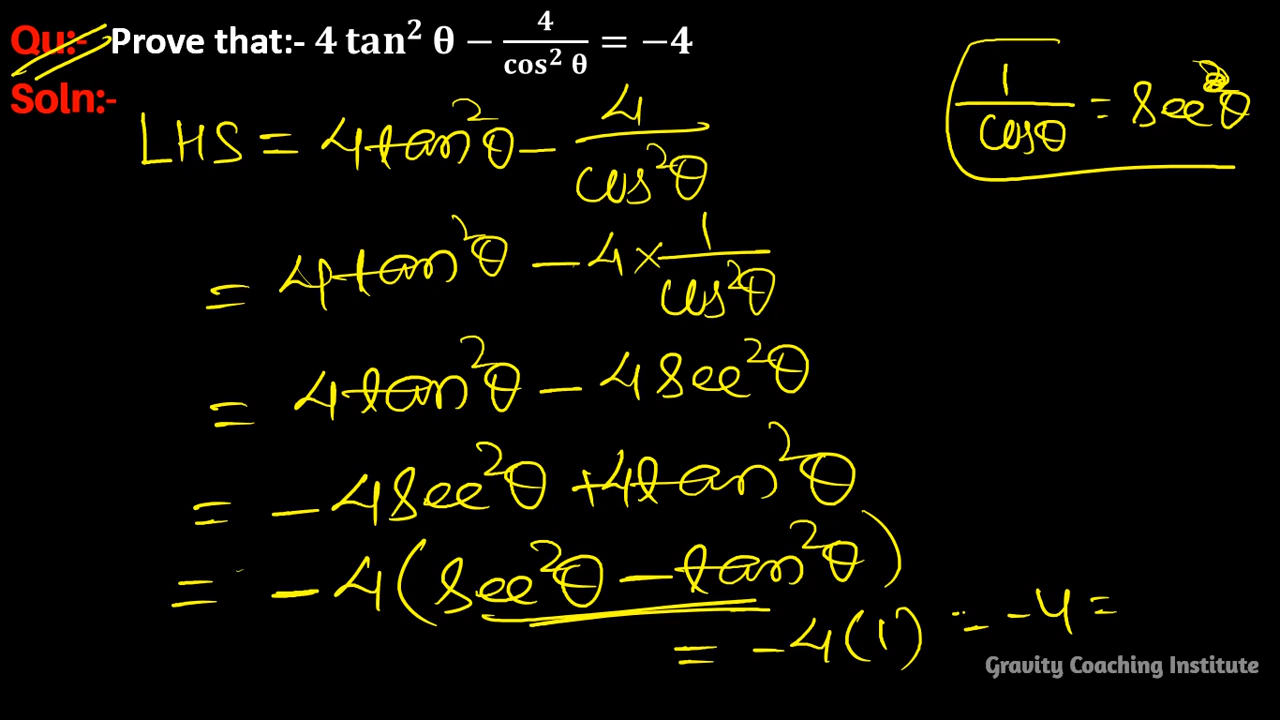 Qu:- Prove that:- 4 tan² θ − 4/cos² θ = −4
Soln:-
1/cosθ = secθ
LHS = 4tan²θ − 4/cos²θ
= 4tan²θ − 4 × 1/cos²θ
= 4tan²θ − 4sec²θ
= −4sec²θ + 4tan²θ
= −4(sec²θ − tan²θ)
= −4(1) = −4 =
Gravity Coaching Institute